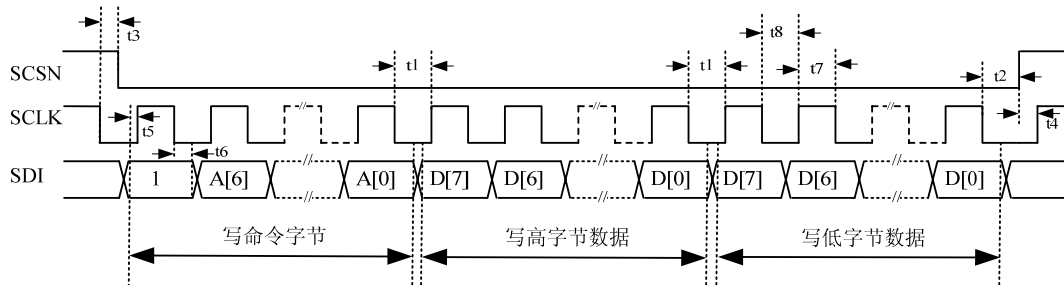 t3
t8
t1
t1
t7
t2
SCSN
SCLK
t5
t4
t6
SDI
1
A[6]
A[0]
D[7]
D[6]
D[0]
D[7]
D[6]
D[0]
写命令字节
写高字节数据
写低字节数据